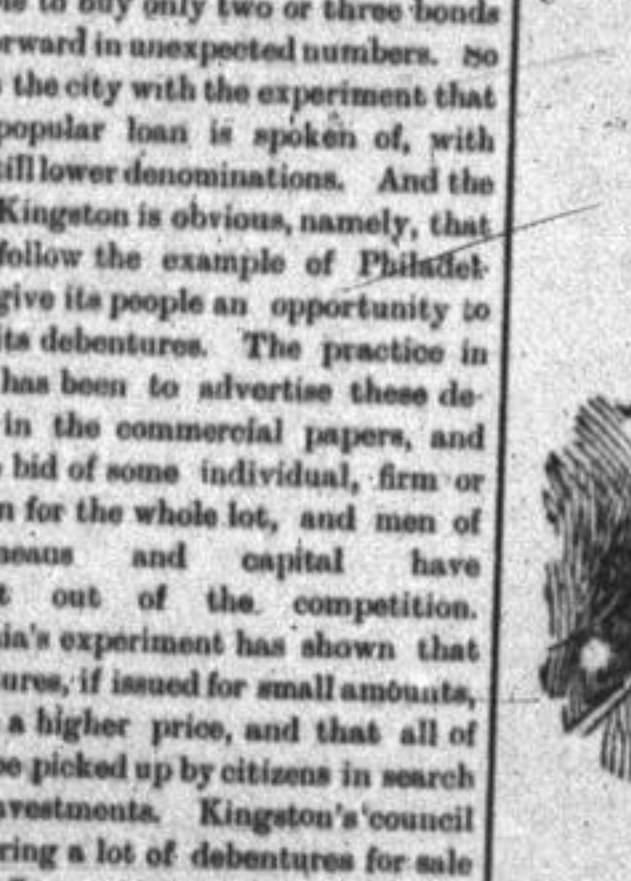 to buy only two or three bonds
orward in unexpected numbers. So
the city with the experiment that
popular loan is spoken of, with
till lower denominations. And the
Kingston is obvious, namely, that
follow the example of Philadel-
give its people an opportunity to
its debentures. The practice in
has been to advertise these de-
in the commercial papers, and
bid of some individual, firm or
n for the whole lot, and men of
means and capital have
t out of the competition.
ia's experiment has shown that
ures, if issued for small amounts,
a higher price, and that all of
be picked up by citizens in search
nvestments. Kingston's council
ring a lot of debentures for sale